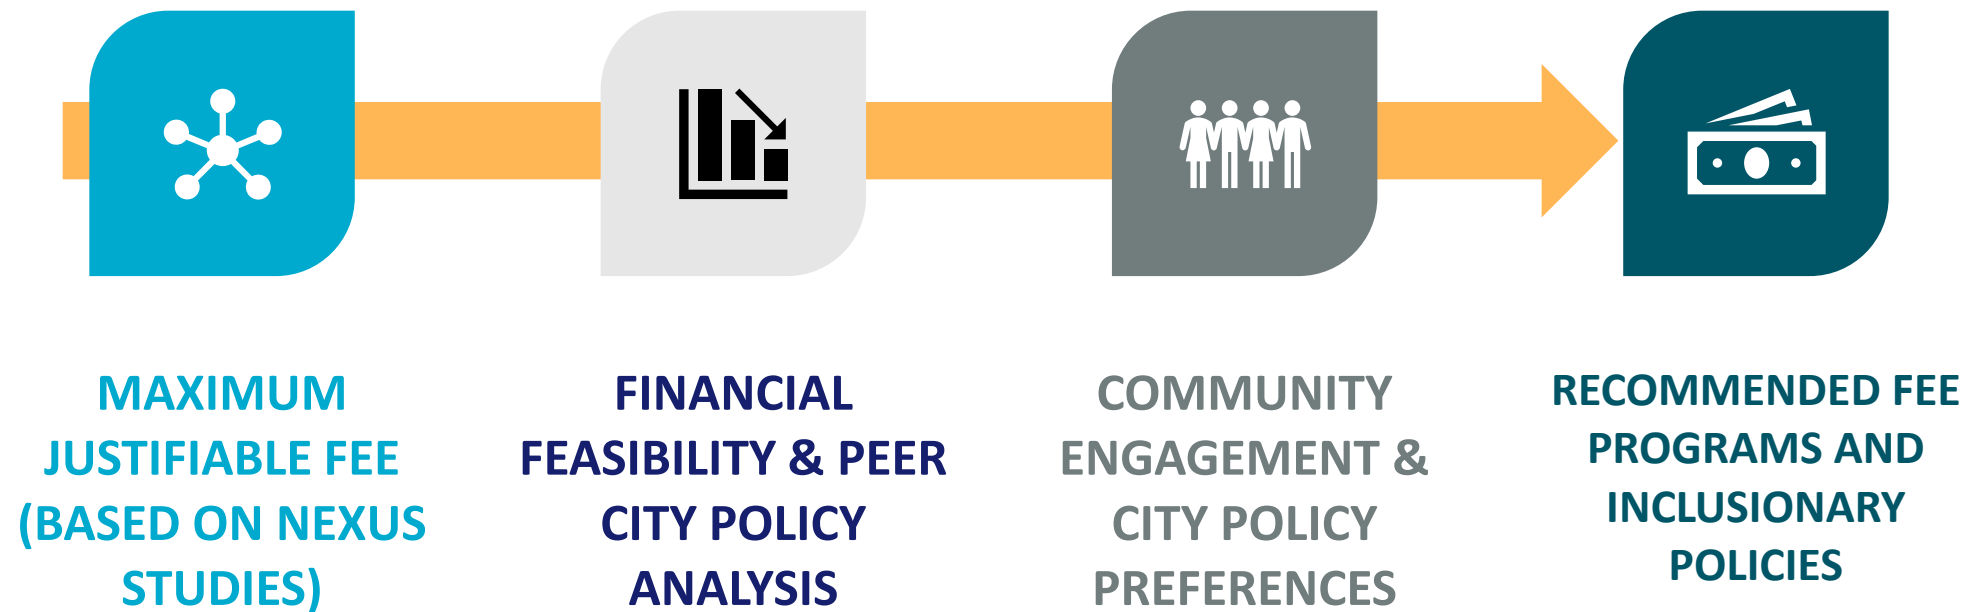 MAXIMUM
JUSTIFIABLE FEE
(BASED ON NEXUS
STUDIES)
FINANCIAL
FEASIBILITY & PEER
CITY POLICY
ANALYSIS
COMMUNITY
ENGAGEMENT &
CITY POLICY
PREFERENCES
RECOMMENDED FEE
PROGRAMS AND
INCLUSIONARY
POLICIES